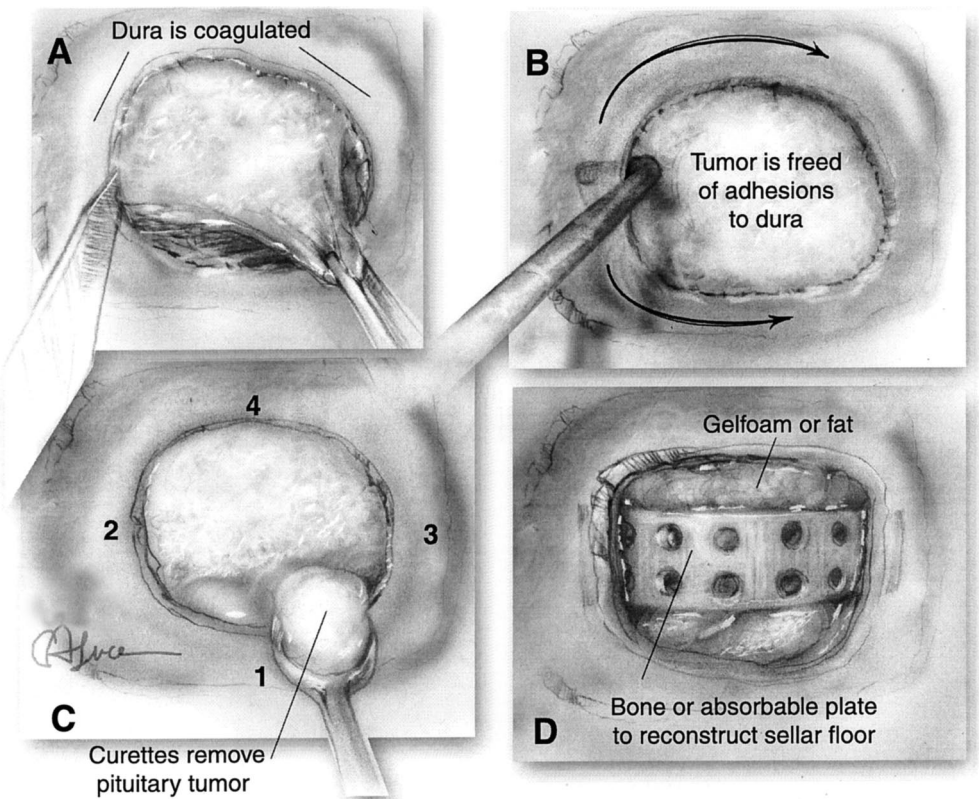 A
Dura is coagulated
B
Tumor is freed
of adhesions
to dura
4
2
3
1
C
Curettes remove
pituitary tumor
Gelfoam or fat
Bone or absorbable plate
to reconstruct sellar floor
D